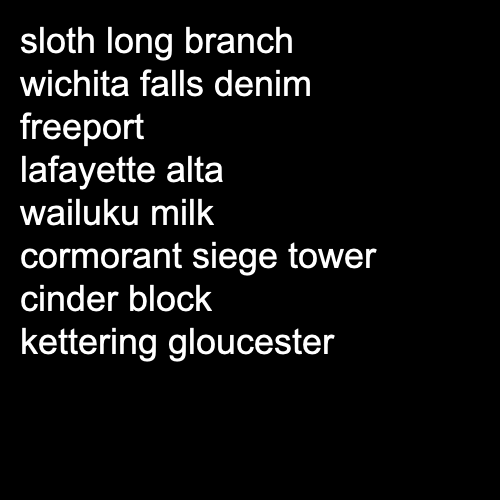 sloth long branch
wichita falls denim
freeport
lafayette alta
wailuku milk
cormorant siege tower
cinder block
kettering gloucester